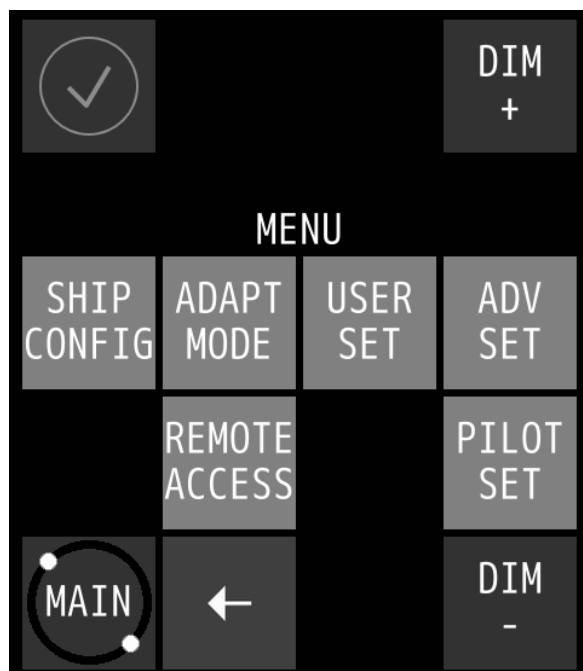 DIM
+
MENU
SHIP CONFIG
ADAPT MODE
USER SET
ADV SET
REMOTE ACCESS
PILOT SET
MAIN
DIM
-